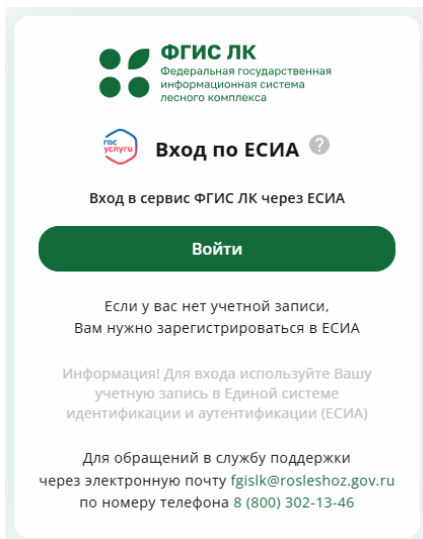 ФГИС ЛК
Федеральная государственная
информационная система
лесного комплекса
гос
услуги
Вход по ЕСИА ?
Вход в сервис ФГИС ЛК через ЕСИА
Войти
Если у вас нет учетной записи,
Вам нужно зарегистрироваться в ЕСИА
Информация! Для входа используйте Вашу
учетную запись в Единой системе
идентификации и аутентификации (ЕСИА)
Для обращений в службу поддержки
через электронную почту fgislk@rosleshoz.gov.ru
по номеру телефона 8 (800) 302-13-46